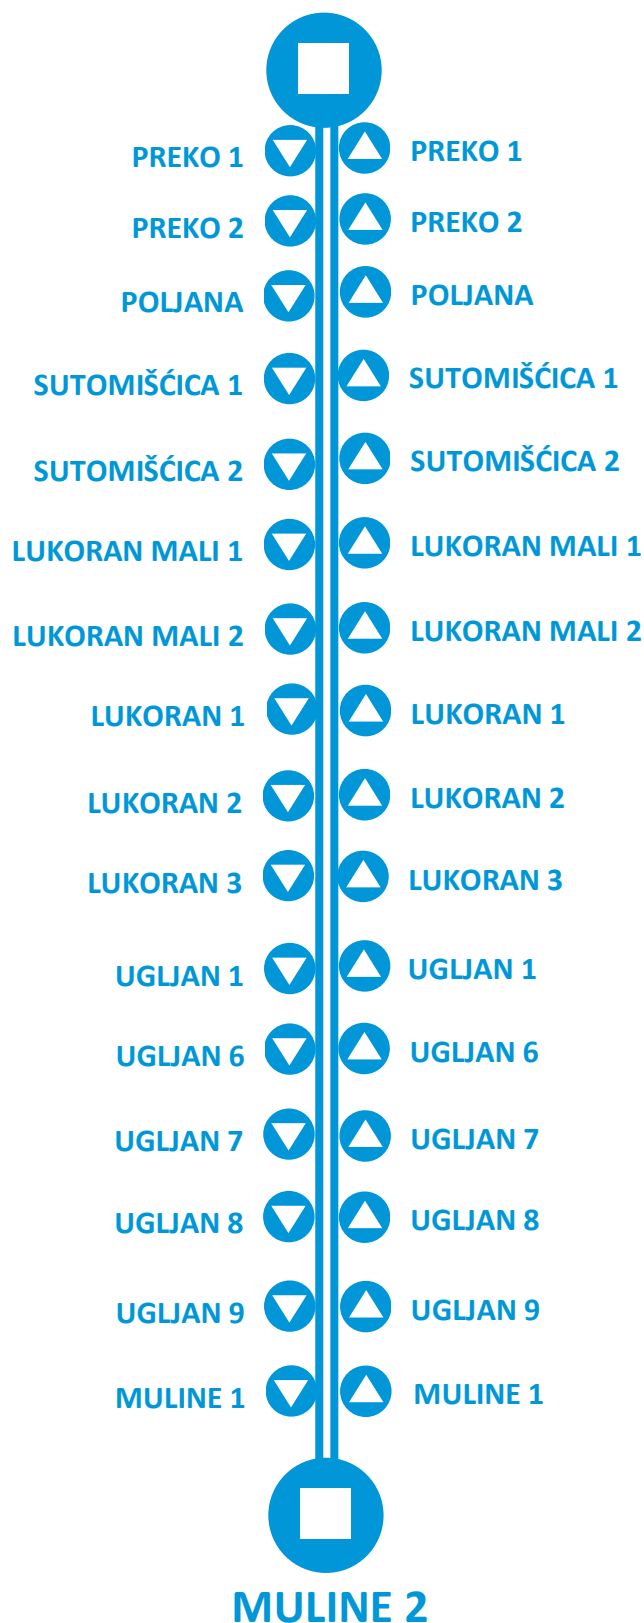 PREKO 1 PREKO 1
PREKO 2 PREKO 2
POLJANA POLJANA
SUTOMIŠĆICA 1 SUTOMIŠĆICA 1
SUTOMIŠĆICA 2 SUTOMIŠĆICA 2
LUKORAN MALI 1 LUKORAN MALI 1
LUKORAN MALI 2 LUKORAN MALI 2
LUKORAN 1 LUKORAN 1
LUKORAN 2 LUKORAN 2
LUKORAN 3 LUKORAN 3
UGLJAN 1 UGLJAN 1
UGLJAN 6 UGLJAN 6
UGLJAN 7 UGLJAN 7
UGLJAN 8 UGLJAN 8
UGLJAN 9 UGLJAN 9
MULINE 1 MULINE 1
MULINE 2